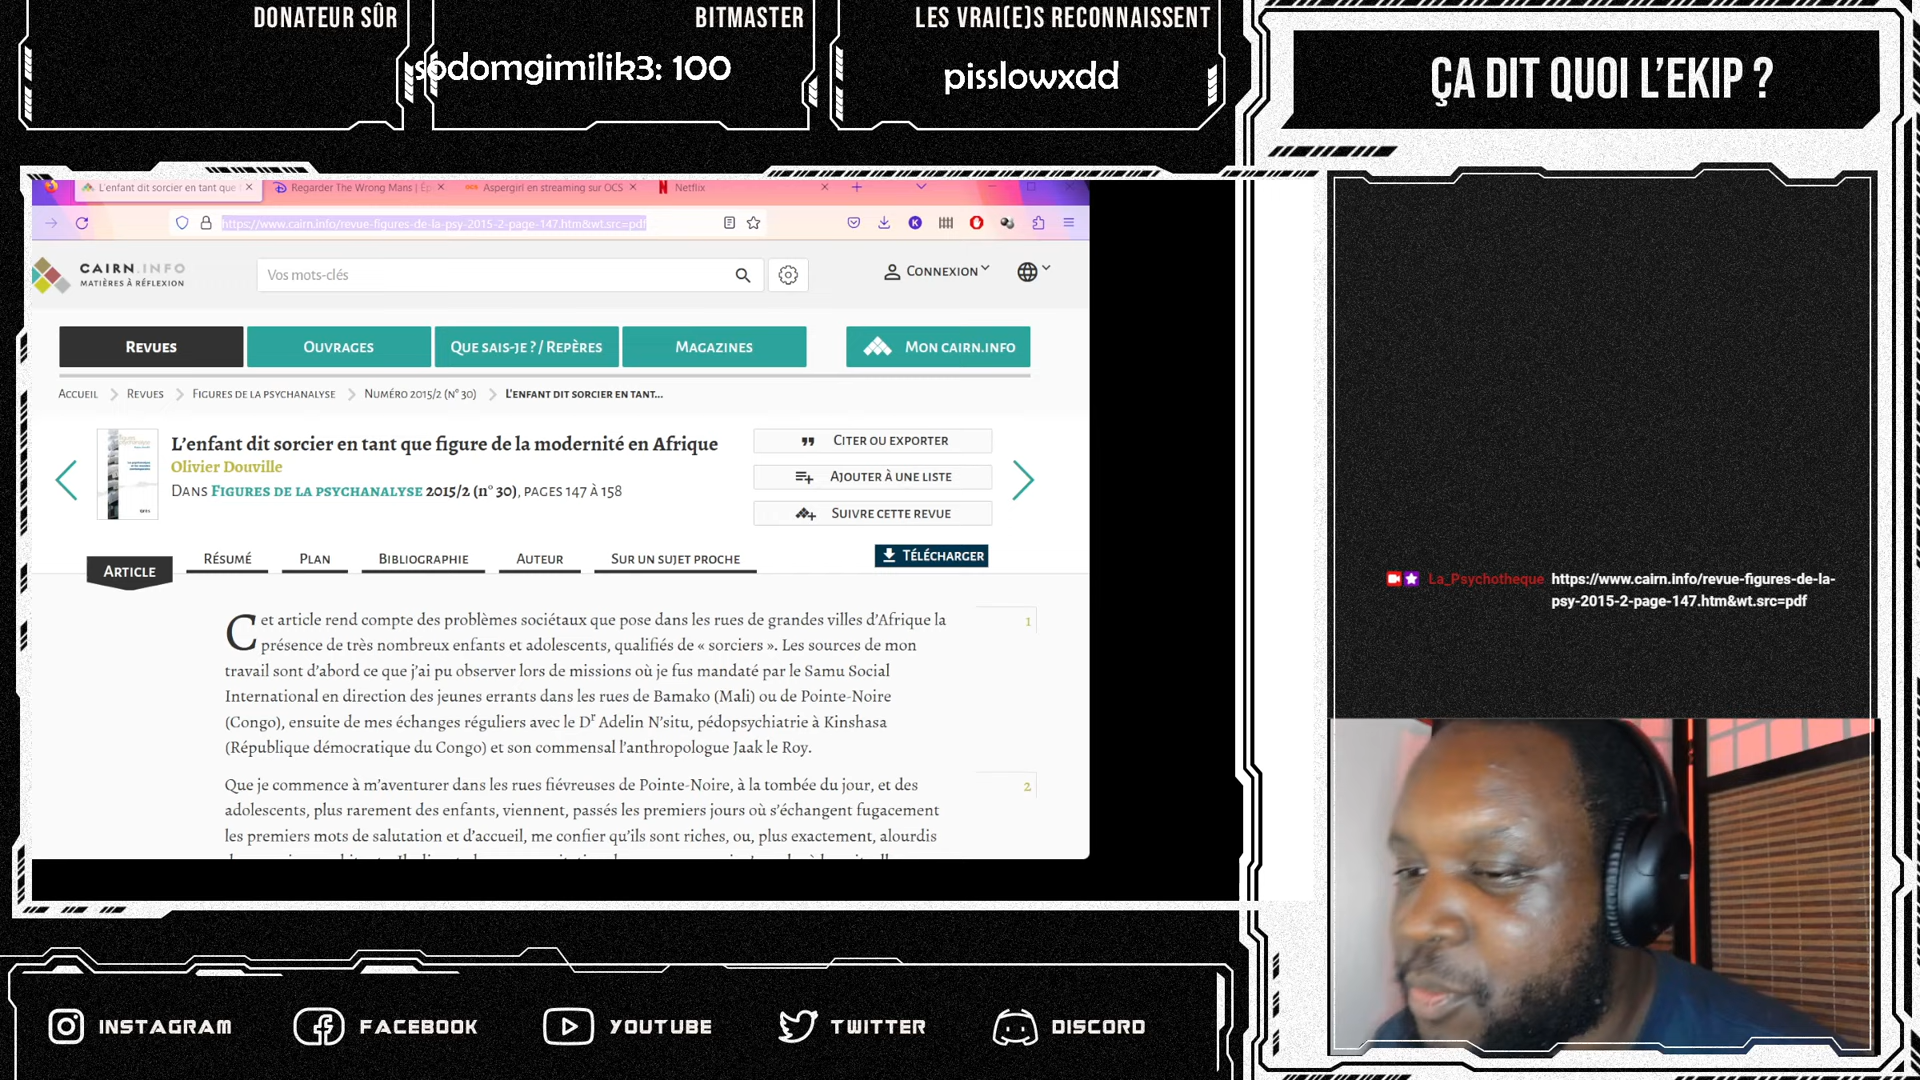 DONATEUR SÛR
BITMASTER
sodomgimilik3: 100
LES VRAI(E)S RECONNAISSENT
pisslowxdd
ÇA DIT QUOI L'EKIP ?
L'enfant dit sorcier en tant que
Regarder The Wrong Mans | Ép
Aspergirl en streaming sur OCS
Netflix
https://www.cairn.info/revue-figures-de-la-psy-2015-2-page-147.htm&wt.src=pdf
CAIRN.INFO
MATIÈRES À RÉFLEXION
Vos mots-clés
CONNEXION
REVUES
OUVRAGES
QUE SAIS-JE ? / REPÈRES
MAGAZINES
MON CAIRN.INFO
ACCUEIL
REVUES
FIGURES DE LA PSYCHANALYSE
NUMÉRO 2015/2 (N° 30)
L'ENFANT DIT SORCIER EN TANT...
L'enfant dit sorcier en tant que figure de la modernité en Afrique
Olivier Douville
DANS FIGURES DE LA PSYCHANALYSE 2015/2 (n° 30), PAGES 147 À 158
CITER OU EXPORTER
AJOUTER À UNE LISTE
SUIVRE CETTE REVUE
ARTICLE
RÉSUMÉ
PLAN
BIBLIOGRAPHIE
AUTEUR
SUR UN SUJET PROCHE
TÉLÉCHARGER
Cet article rend compte des problèmes sociétaux que pose dans les rues de grandes villes d'Afrique la
présence de très nombreux enfants et adolescents, qualifiés de « sorciers ». Les sources de mon
travail sont d'abord ce que j'ai pu observer lors de missions où je fus mandaté par le Samu Social
International en direction des jeunes errants dans les rues de Bamako (Mali) ou de Pointe-Noire
(Congo), ensuite de mes échanges réguliers avec le Dr Adelin N'situ, pédopsychiatrie à Kinshasa
(République démocratique du Congo) et son commensal l'anthropologue Jaak le Roy.
1
Que je commence à m'aventurer dans les rues fiévreuses de Pointe-Noire, à la tombée du jour, et des
adolescents, plus rarement des enfants, viennent, passés les premiers jours où s'échangent fugacement
les premiers mots de salutation et d'accueil, me confier qu'ils sont riches, ou, plus exactement, alourdis
2
La_Psychotheque https://www.cairn.info/revue-figures-de-la-
psy-2015-2-page-147.htm&wt.src=pdf
INSTAGRAM
FACEBOOK
YOUTUBE
TWITTER
DISCORD